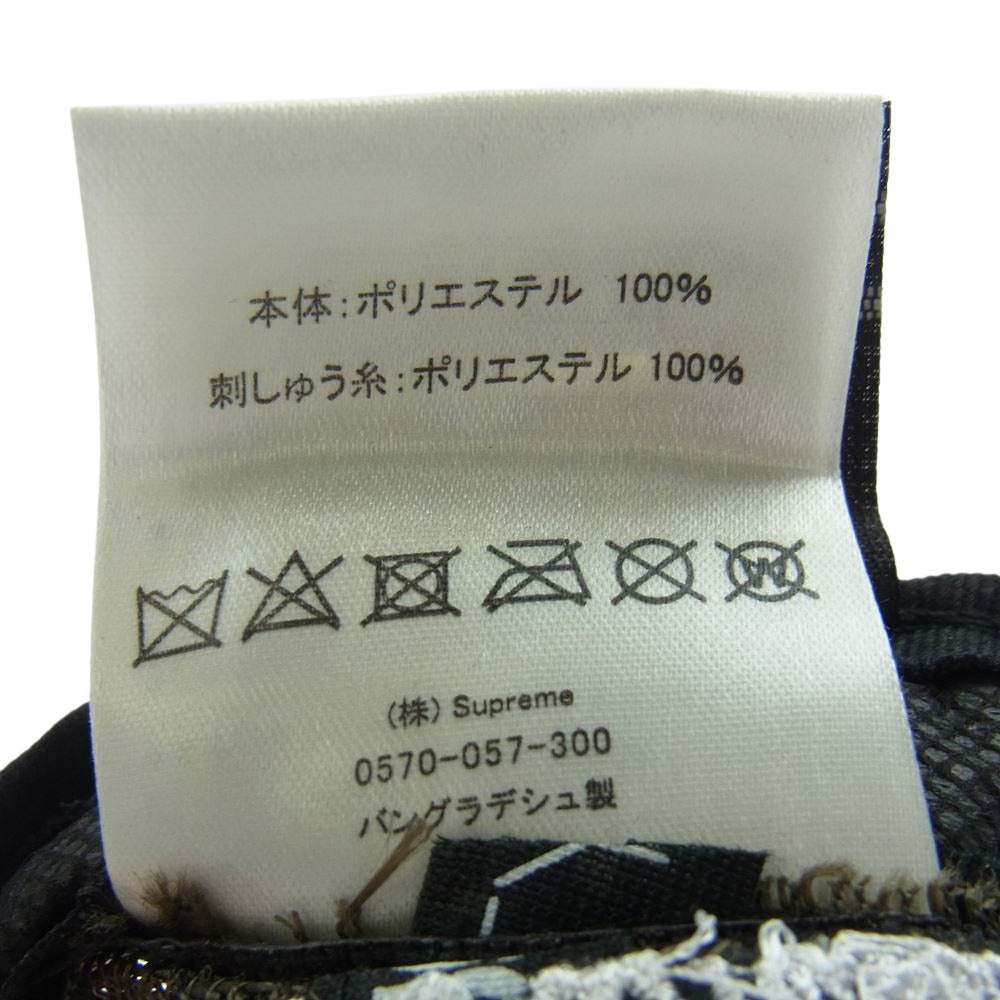 本体:ポリエステル 100%
刺しゅう糸:ポリエステル 100%
(株) Supreme
0570-057-300
バングラデシュ製